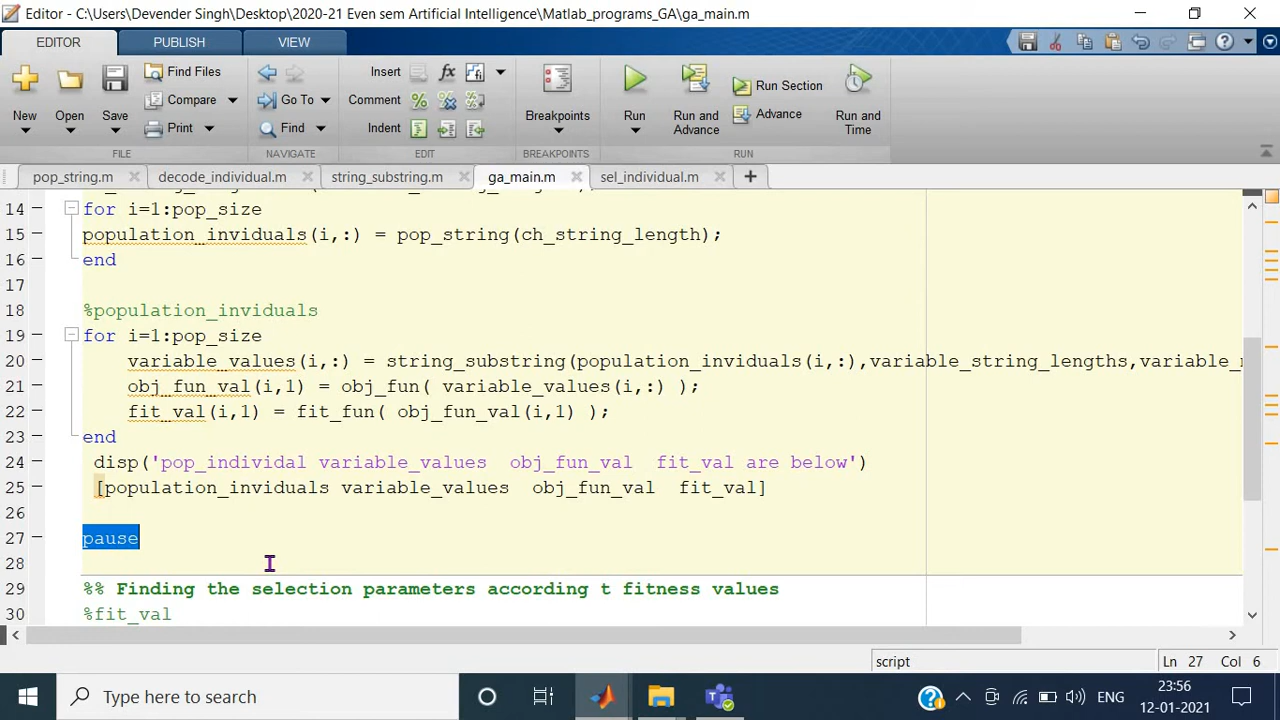 Editor - C:\Users\Devender Singh\Desktop\2020-21 Even sem Artificial Intelligence\Matlab_programs_GA\ga_main.m
EDITOR PUBLISH VIEW
New Open Save Find Files Compare Print Go To Find Insert Comment Indent Breakpoints Run Run and Advance Run Section Advance Run and Time
FILE NAVIGATE EDIT BREAKPOINTS RUN
pop_string.m decode_individual.m string_substring.m ga_main.m sel_individual.m
14 for i=1:pop_size
15 population_inviduals(i,:) = pop_string(ch_string_length);
16 end
17
18 %population_inviduals
19 for i=1:pop_size
20 variable_values(i,:) = string_substring(population_inviduals(i,:),variable_string_lengths,variable_
21 obj_fun_val(i,1) = obj_fun( variable_values(i,:) );
22 fit_val(i,1) = fit_fun( obj_fun_val(i,1) );
23 end
24 disp('pop_individal variable_values  obj_fun_val  fit_val are below')
25 [population_inviduals variable_values  obj_fun_val  fit_val]
26
27 pause
28
29 %% Finding the selection parameters according t fitness values
30 %fit_val
script Ln 27 Col 6
Type here to search
ENG 23:56
12-01-2021